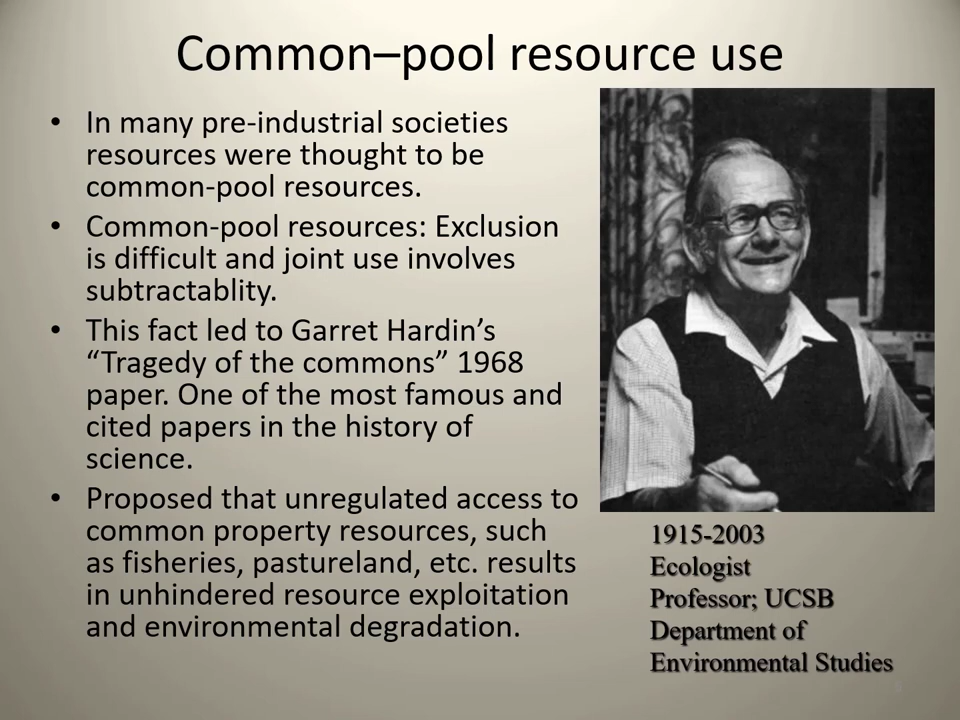 Common–pool resource use
• In many pre-industrial societies
resources were thought to be
common-pool resources.
• Common-pool resources: Exclusion
is difficult and joint use involves
subtractablity.
• This fact led to Garret Hardin’s
“Tragedy of the commons” 1968
paper. One of the most famous and
cited papers in the history of
science.
• Proposed that unregulated access to
common property resources, such
as fisheries, pastureland, etc. results
in unhindered resource exploitation
and environmental degradation.
1915-2003
Ecologist
Professor; UCSB
Department of
Environmental Studies